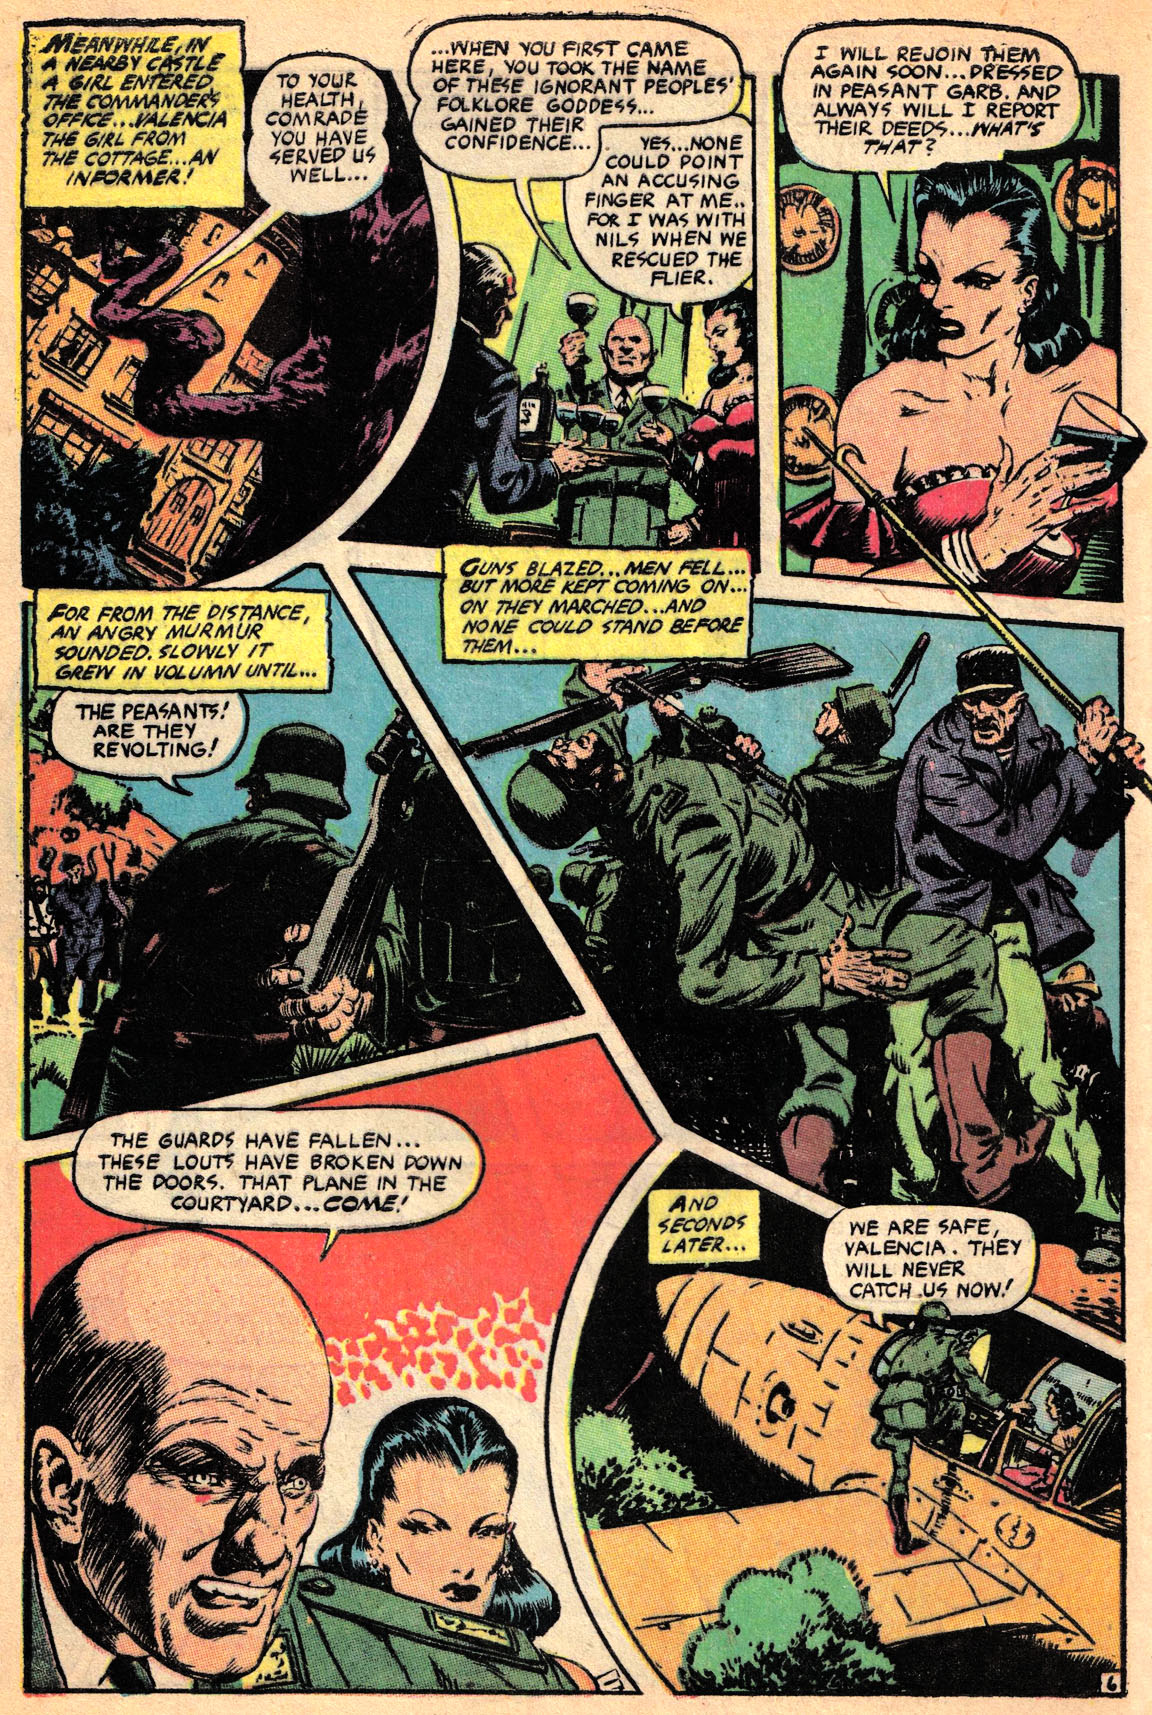 MEANWHILE, IN
A NEARBY CASTLE
A GIRL ENTERED
THE COMMANDER'S
OFFICE...VALENCIA
THE GIRL FROM
THE COTTAGE...AN
INFORMER!
TO YOUR
HEALTH,
COMRADE
YOU HAVE
SERVED US
WELL...
...WHEN YOU FIRST CAME
HERE, YOU TOOK THE NAME
OF THESE IGNORANT PEOPLES'
FOLKLORE GODDESS...
GAINED THEIR
CONFIDENCE...
YES...NONE
COULD POINT
AN ACCUSING
FINGER AT ME..
FOR I WAS WITH
NILS WHEN WE
RESCUED THE
FLIER.
I WILL REJOIN THEM
AGAIN SOON...DRESSED
IN PEASANT GARB. AND
ALWAYS WILL I REPORT
THEIR DEEDS...WHAT'S
THAT?
FOR FROM THE DISTANCE,
AN ANGRY MURMUR
SOUNDED. SLOWLY IT
GREW IN VOLUMN UNTIL...
THE PEASANTS!
ARE THEY
REVOLTING!
GUNS BLAZED...MEN FELL...
BUT MORE KEPT COMING ON...
ON THEY MARCHED...AND
NONE COULD STAND BEFORE
THEM...
THE GUARDS HAVE FALLEN...
THESE LOUTS HAVE BROKEN DOWN
THE DOORS. THAT PLANE IN THE
COURTYARD...COME!
AND
SECONDS
LATER...
WE ARE SAFE,
VALENCIA. THEY
WILL NEVER
CATCH US NOW!
6